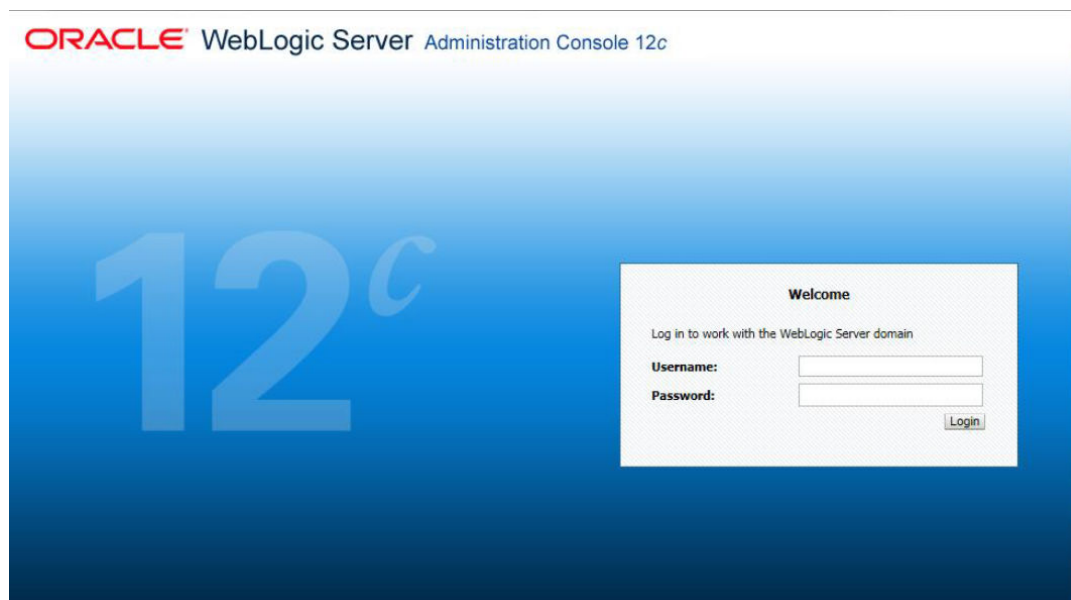 ORACLE WebLogic Server Administration Console 12c
12c
Welcome
Log in to work with the WebLogic Server domain
Username:
Password:
Login